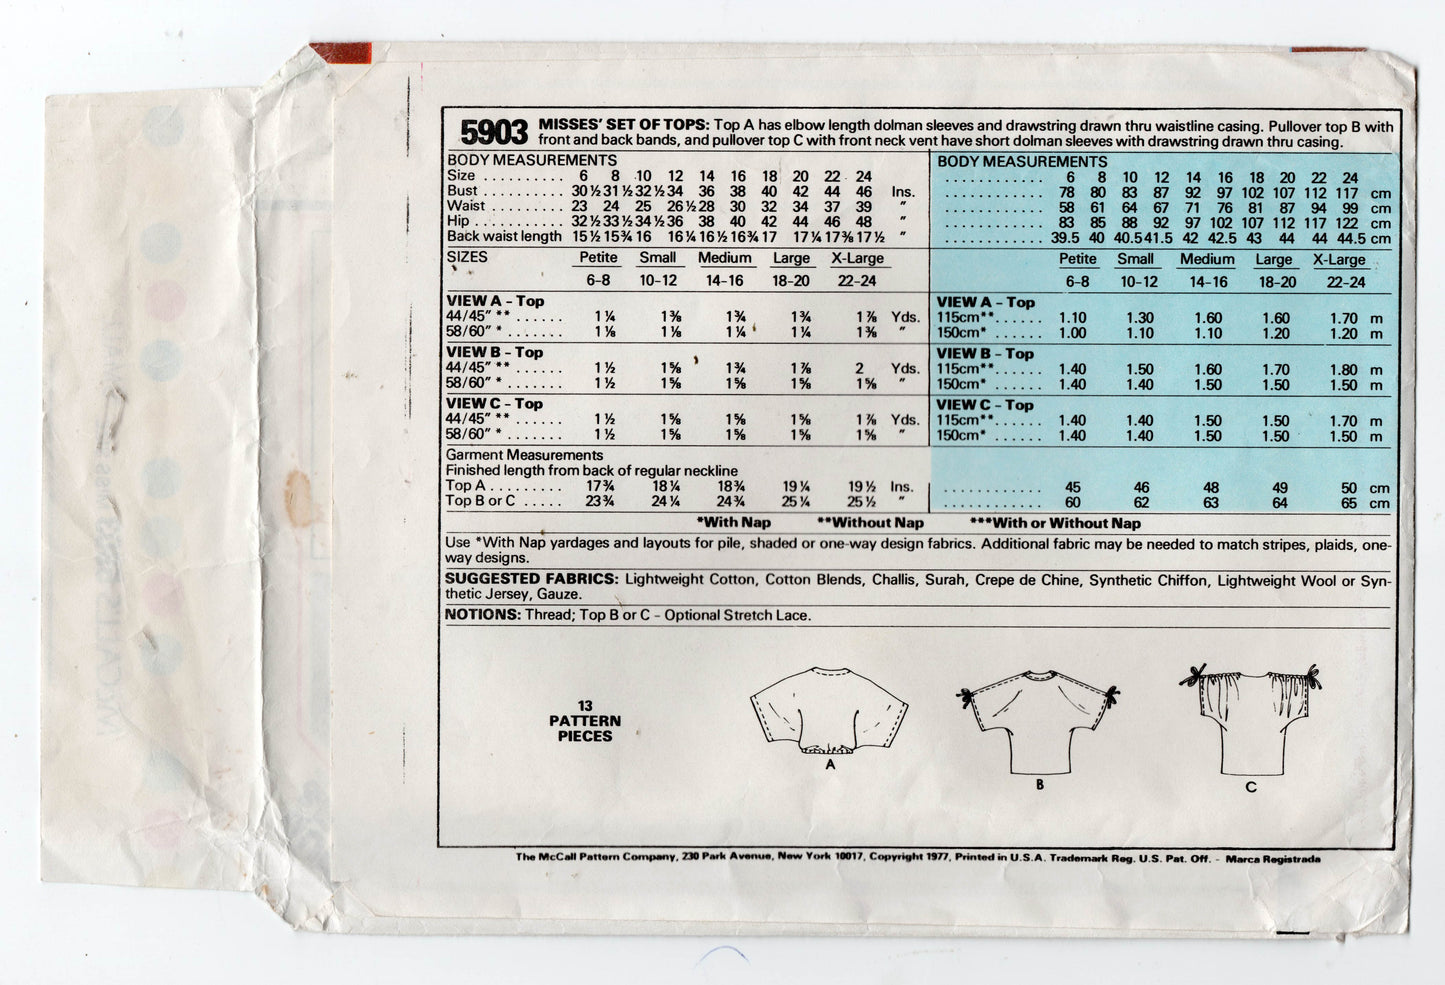 5903 MISSES' SET OF TOPS: Top A has elbow length dolman sleeves and drawstring drawn thru waistline casing. Pullover top B with
front and back bands, and pullover top C with front neck vent have short dolman sleeves with drawstring drawn thru casing.
BODY MEASUREMENTS
Size . . . . . . . . . . 6 8 10 12 14 16 18 20 22 24
Bust . . . . . . . . . . 30½ 31½ 32½ 34 36 38 40 42 44 46 Ins.
Waist . . . . . . . . . 23 24 25 26½ 28 30 32 34 37 39 "
Hip . . . . . . . . . . . 32½ 33½ 34½ 36 38 40 42 44 46 48 "
Back waist length 15½ 15¾ 16 16¼ 16½ 16¾ 17 17¼ 17⅜ 17½ "
SIZES Petite Small Medium Large X-Large
6-8 10-12 14-16 18-20 22-24
VIEW A - Top
44/45" ** . . . . . . 1¼ 1⅜ 1¾ 1¾ 1⅞ Yds.
58/60" * . . . . . . . 1⅛ 1⅛ 1¼ 1¼ 1⅜ "
VIEW B - Top
44/45" ** . . . . . . 1½ 1⅝ 1¾ 1⅞ 2 Yds.
58/60" * . . . . . . . 1½ 1⅝ 1⅝ 1⅝ 1⅝ "
VIEW C - Top
44/45" ** . . . . . . 1½ 1⅝ 1⅝ 1⅝ 1⅞ Yds.
58/60" * . . . . . . . 1½ 1⅝ 1⅝ 1⅝ 1⅝ "
Garment Measurements
Finished length from back of regular neckline
Top A . . . . . . . . . 17¾ 18¼ 18¾ 19¼ 19½ Ins.
Top B or C . . . . . 23¾ 24¼ 24¾ 25¼ 25½ "
BODY MEASUREMENTS
. . . . . . . . . . . . . 6 8 10 12 14 16 18 20 22 24
. . . . . . . . . . . . . 78 80 83 87 92 97 102 107 112 117 cm
. . . . . . . . . . . . . 58 61 64 67 71 76 81 87 94 99 cm
. . . . . . . . . . . . . 83 85 88 92 97 102 107 112 117 122 cm
. . . . . . . . . . . . . 39.5 40 40.5 41.5 42 42.5 43 44 44 44.5 cm
Petite Small Medium Large X-Large
6-8 10-12 14-16 18-20 22-24
VIEW A - Top
115cm** . . . . . . 1.10 1.30 1.60 1.60 1.70 m
150cm* . . . . . . 1.00 1.10 1.10 1.20 1.20 m
VIEW B - Top
115cm** . . . . . . 1.40 1.50 1.60 1.70 1.80 m
150cm* . . . . . . 1.40 1.40 1.50 1.50 1.50 m
VIEW C - Top
115cm** . . . . . . 1.40 1.40 1.50 1.50 1.70 m
150cm* . . . . . . 1.40 1.40 1.50 1.50 1.50 m
. . . . . . . . . . . . . 45 46 48 49 50 cm
. . . . . . . . . . . . . 60 62 63 64 65 cm
*With Nap **Without Nap ***With or Without Nap
Use *With Nap yardages and layouts for pile, shaded or one-way design fabrics. Additional fabric may be needed to match stripes, plaids, one-
way designs.
SUGGESTED FABRICS: Lightweight Cotton, Cotton Blends, Challis, Surah, Crepe de Chine, Synthetic Chiffon, Lightweight Wool or Syn-
thetic Jersey, Gauze.
NOTIONS: Thread; Top B or C - Optional Stretch Lace.
13
PATTERN
PIECES
A
B
C
The McCall Pattern Company, 230 Park Avenue, New York 10017, Copyright 1977, Printed in U.S.A. Trademark Reg. U.S. Pat. Off. - Marca Registrada